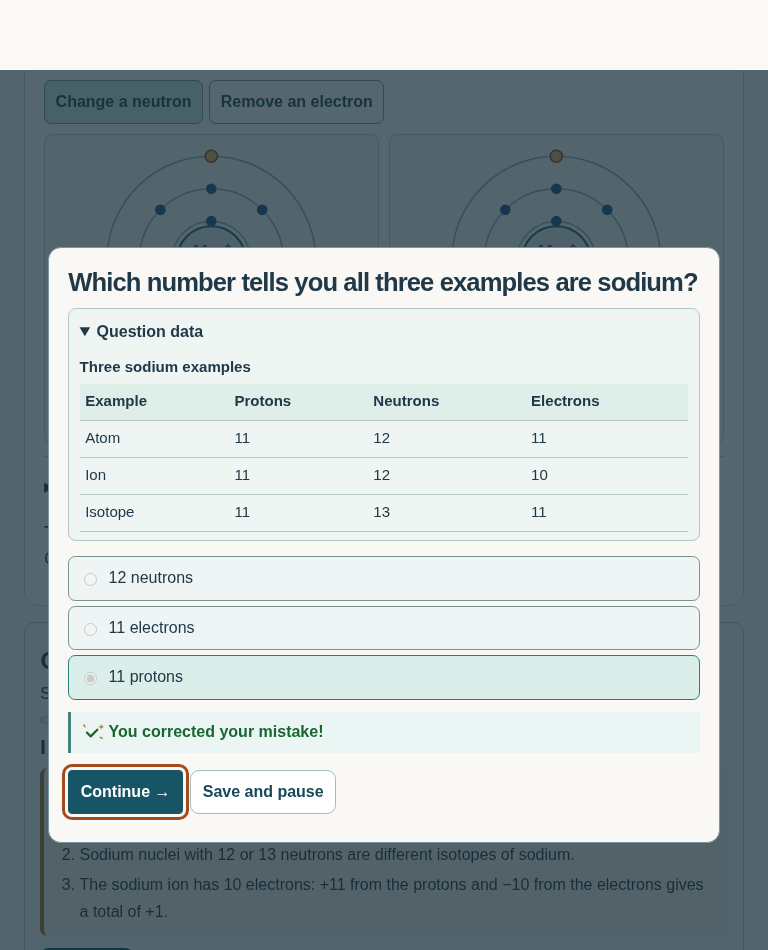 Change a neutron
Remove an electron
Which number tells you all three examples are sodium?
▼ Question data
Three sodium examples
Example Protons Neutrons Electrons
Atom 11 12 11
Ion 11 12 10
Isotope 11 13 11
12 neutrons
11 electrons
11 protons
You corrected your mistake!
Continue →
Save and pause
2. Sodium nuclei with 12 or 13 neutrons are different isotopes of sodium.
3. The sodium ion has 10 electrons: +11 from the protons and −10 from the electrons gives
a total of +1.